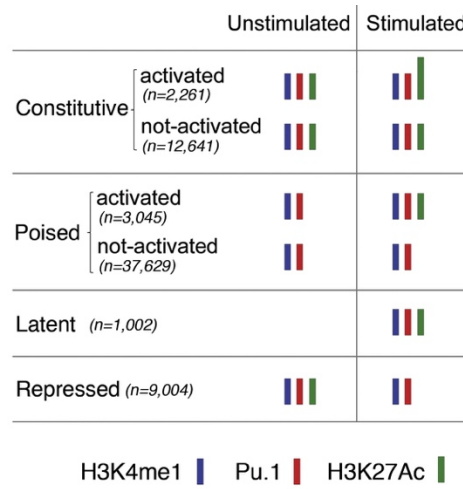 Unstimulated Stimulated
activated
Constitutive (n=2,261)
not-activated
(n=12,641)
activated
(n=3,045)
Poised
not-activated
(n=37,629)
Latent (n=1,002)
Repressed (n=9,004)
H3K4me1 Pu.1 H3K27Ac